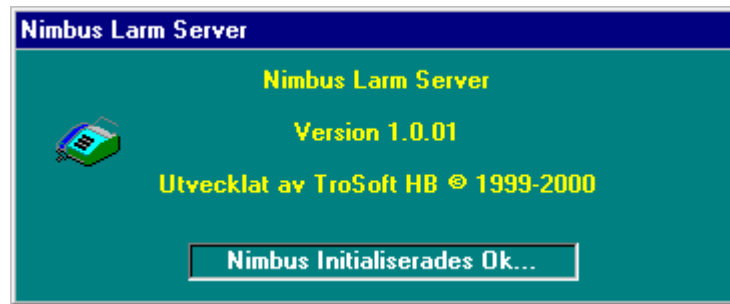 Nimbus Larm Server
Nimbus Larm Server
Version 1.0.01
Utvecklat av TroSoft HB © 1999-2000
Nimbus Initialiserades Ok...